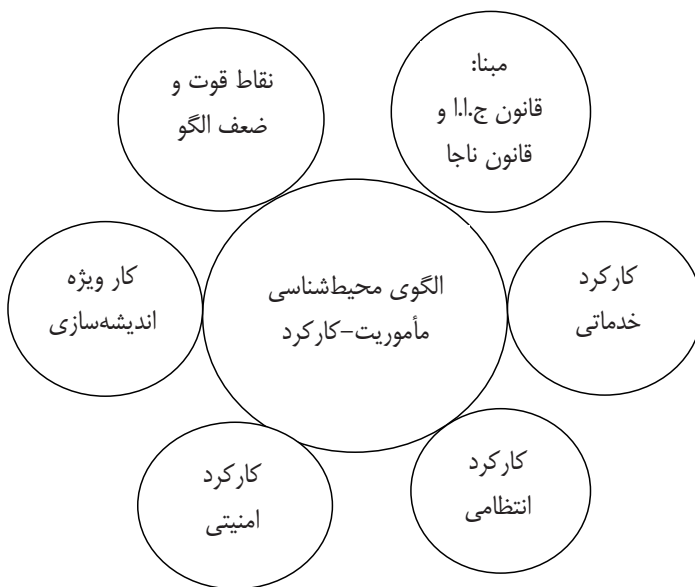 مبنا:
قانون ج.ا.ا و
قانون ناجا
نقاط قوت و
ضعف الگو
کارکرد
خدماتی
الگوی محیط‌شناسی
مأموریت-کارکرد
کار ویژه
اندیشه‌سازی
کارکرد
انتظامی
کارکرد
امنیتی